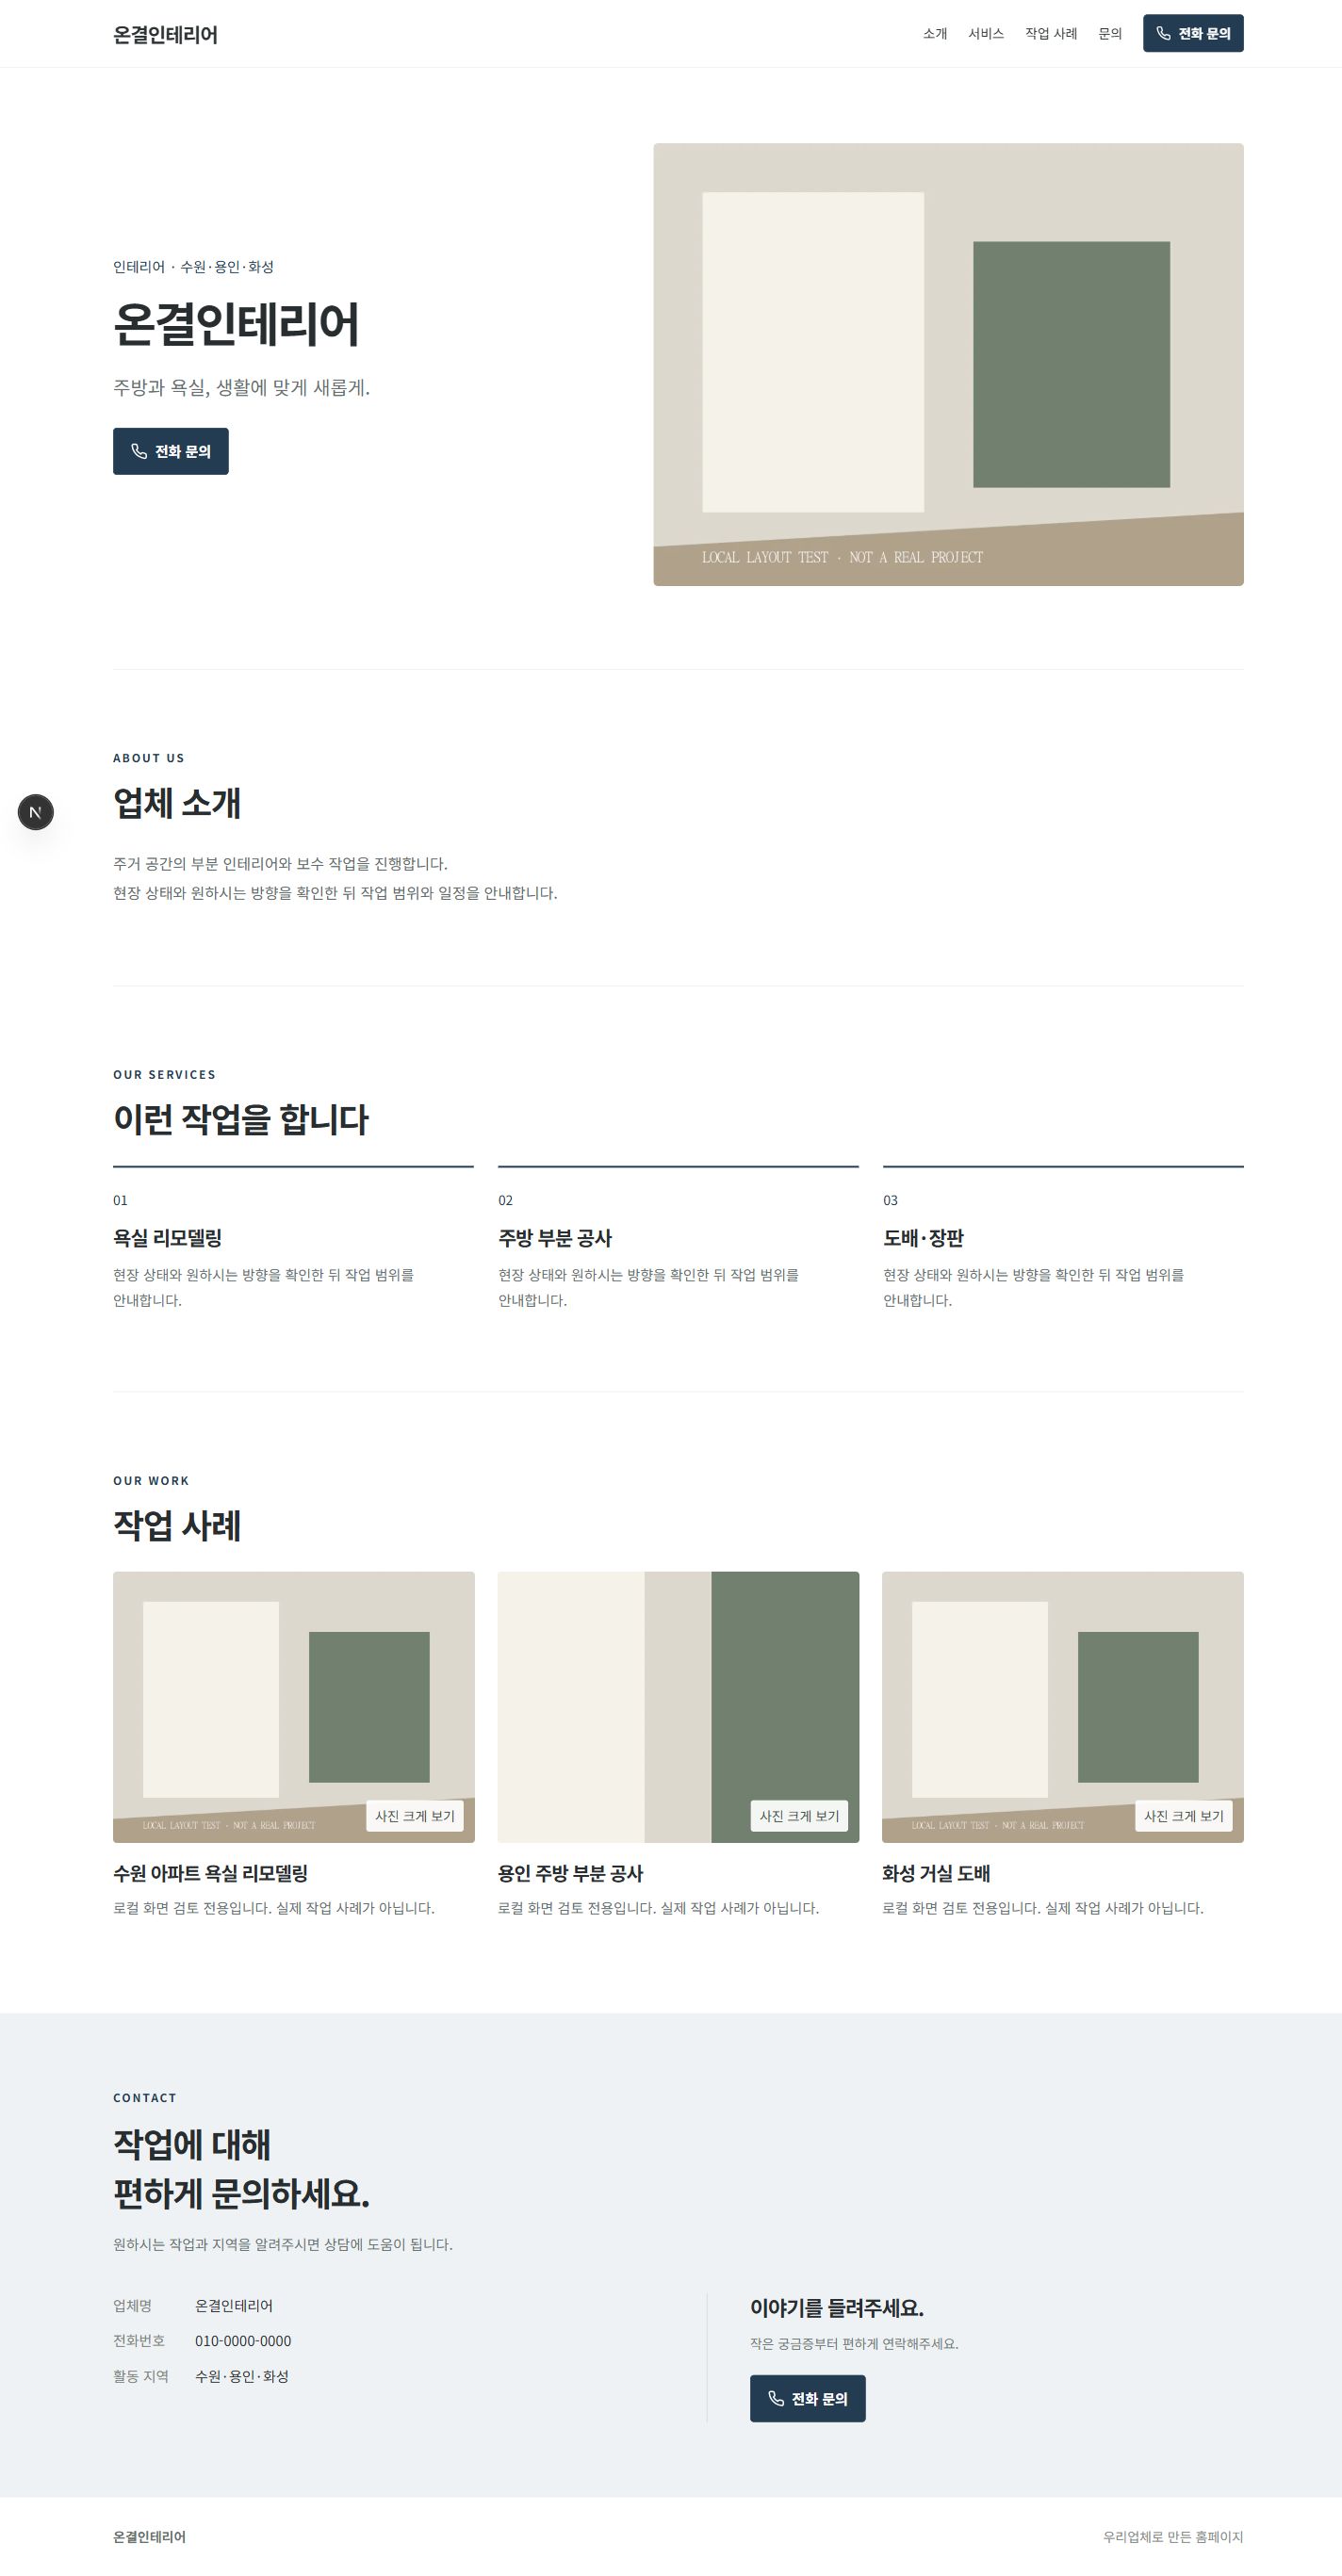 온결인테리어
소개 서비스 작업 사례 문의 전화 문의
인테리어 · 수원·용인·화성
온결인테리어
주방과 욕실, 생활에 맞게 새롭게.
전화 문의
LOCAL LAYOUT TEST · NOT A REAL PROJECT
ABOUT US
업체 소개
N
주거 공간의 부분 인테리어와 보수 작업을 진행합니다.
현장 상태와 원하시는 방향을 확인한 뒤 작업 범위와 일정을 안내합니다.
OUR SERVICES
이런 작업을 합니다
01
욕실 리모델링
현장 상태와 원하시는 방향을 확인한 뒤 작업 범위를
안내합니다.
02
주방 부분 공사
현장 상태와 원하시는 방향을 확인한 뒤 작업 범위를
안내합니다.
03
도배·장판
현장 상태와 원하시는 방향을 확인한 뒤 작업 범위를
안내합니다.
OUR WORK
작업 사례
LOCAL LAYOUT TEST · NOT A REAL PROJECT
사진 크게 보기
수원 아파트 욕실 리모델링
로컬 화면 검토 전용입니다. 실제 작업 사례가 아닙니다.
사진 크게 보기
용인 주방 부분 공사
로컬 화면 검토 전용입니다. 실제 작업 사례가 아닙니다.
LOCAL LAYOUT TEST · NOT A REAL PROJECT
사진 크게 보기
화성 거실 도배
로컬 화면 검토 전용입니다. 실제 작업 사례가 아닙니다.
CONTACT
작업에 대해
편하게 문의하세요.
원하시는 작업과 지역을 알려주시면 상담에 도움이 됩니다.
업체명 온결인테리어
전화번호 010-0000-0000
활동 지역 수원·용인·화성
이야기를 들려주세요.
작은 궁금증부터 편하게 연락해주세요.
전화 문의
온결인테리어
우리업체로 만든 홈페이지